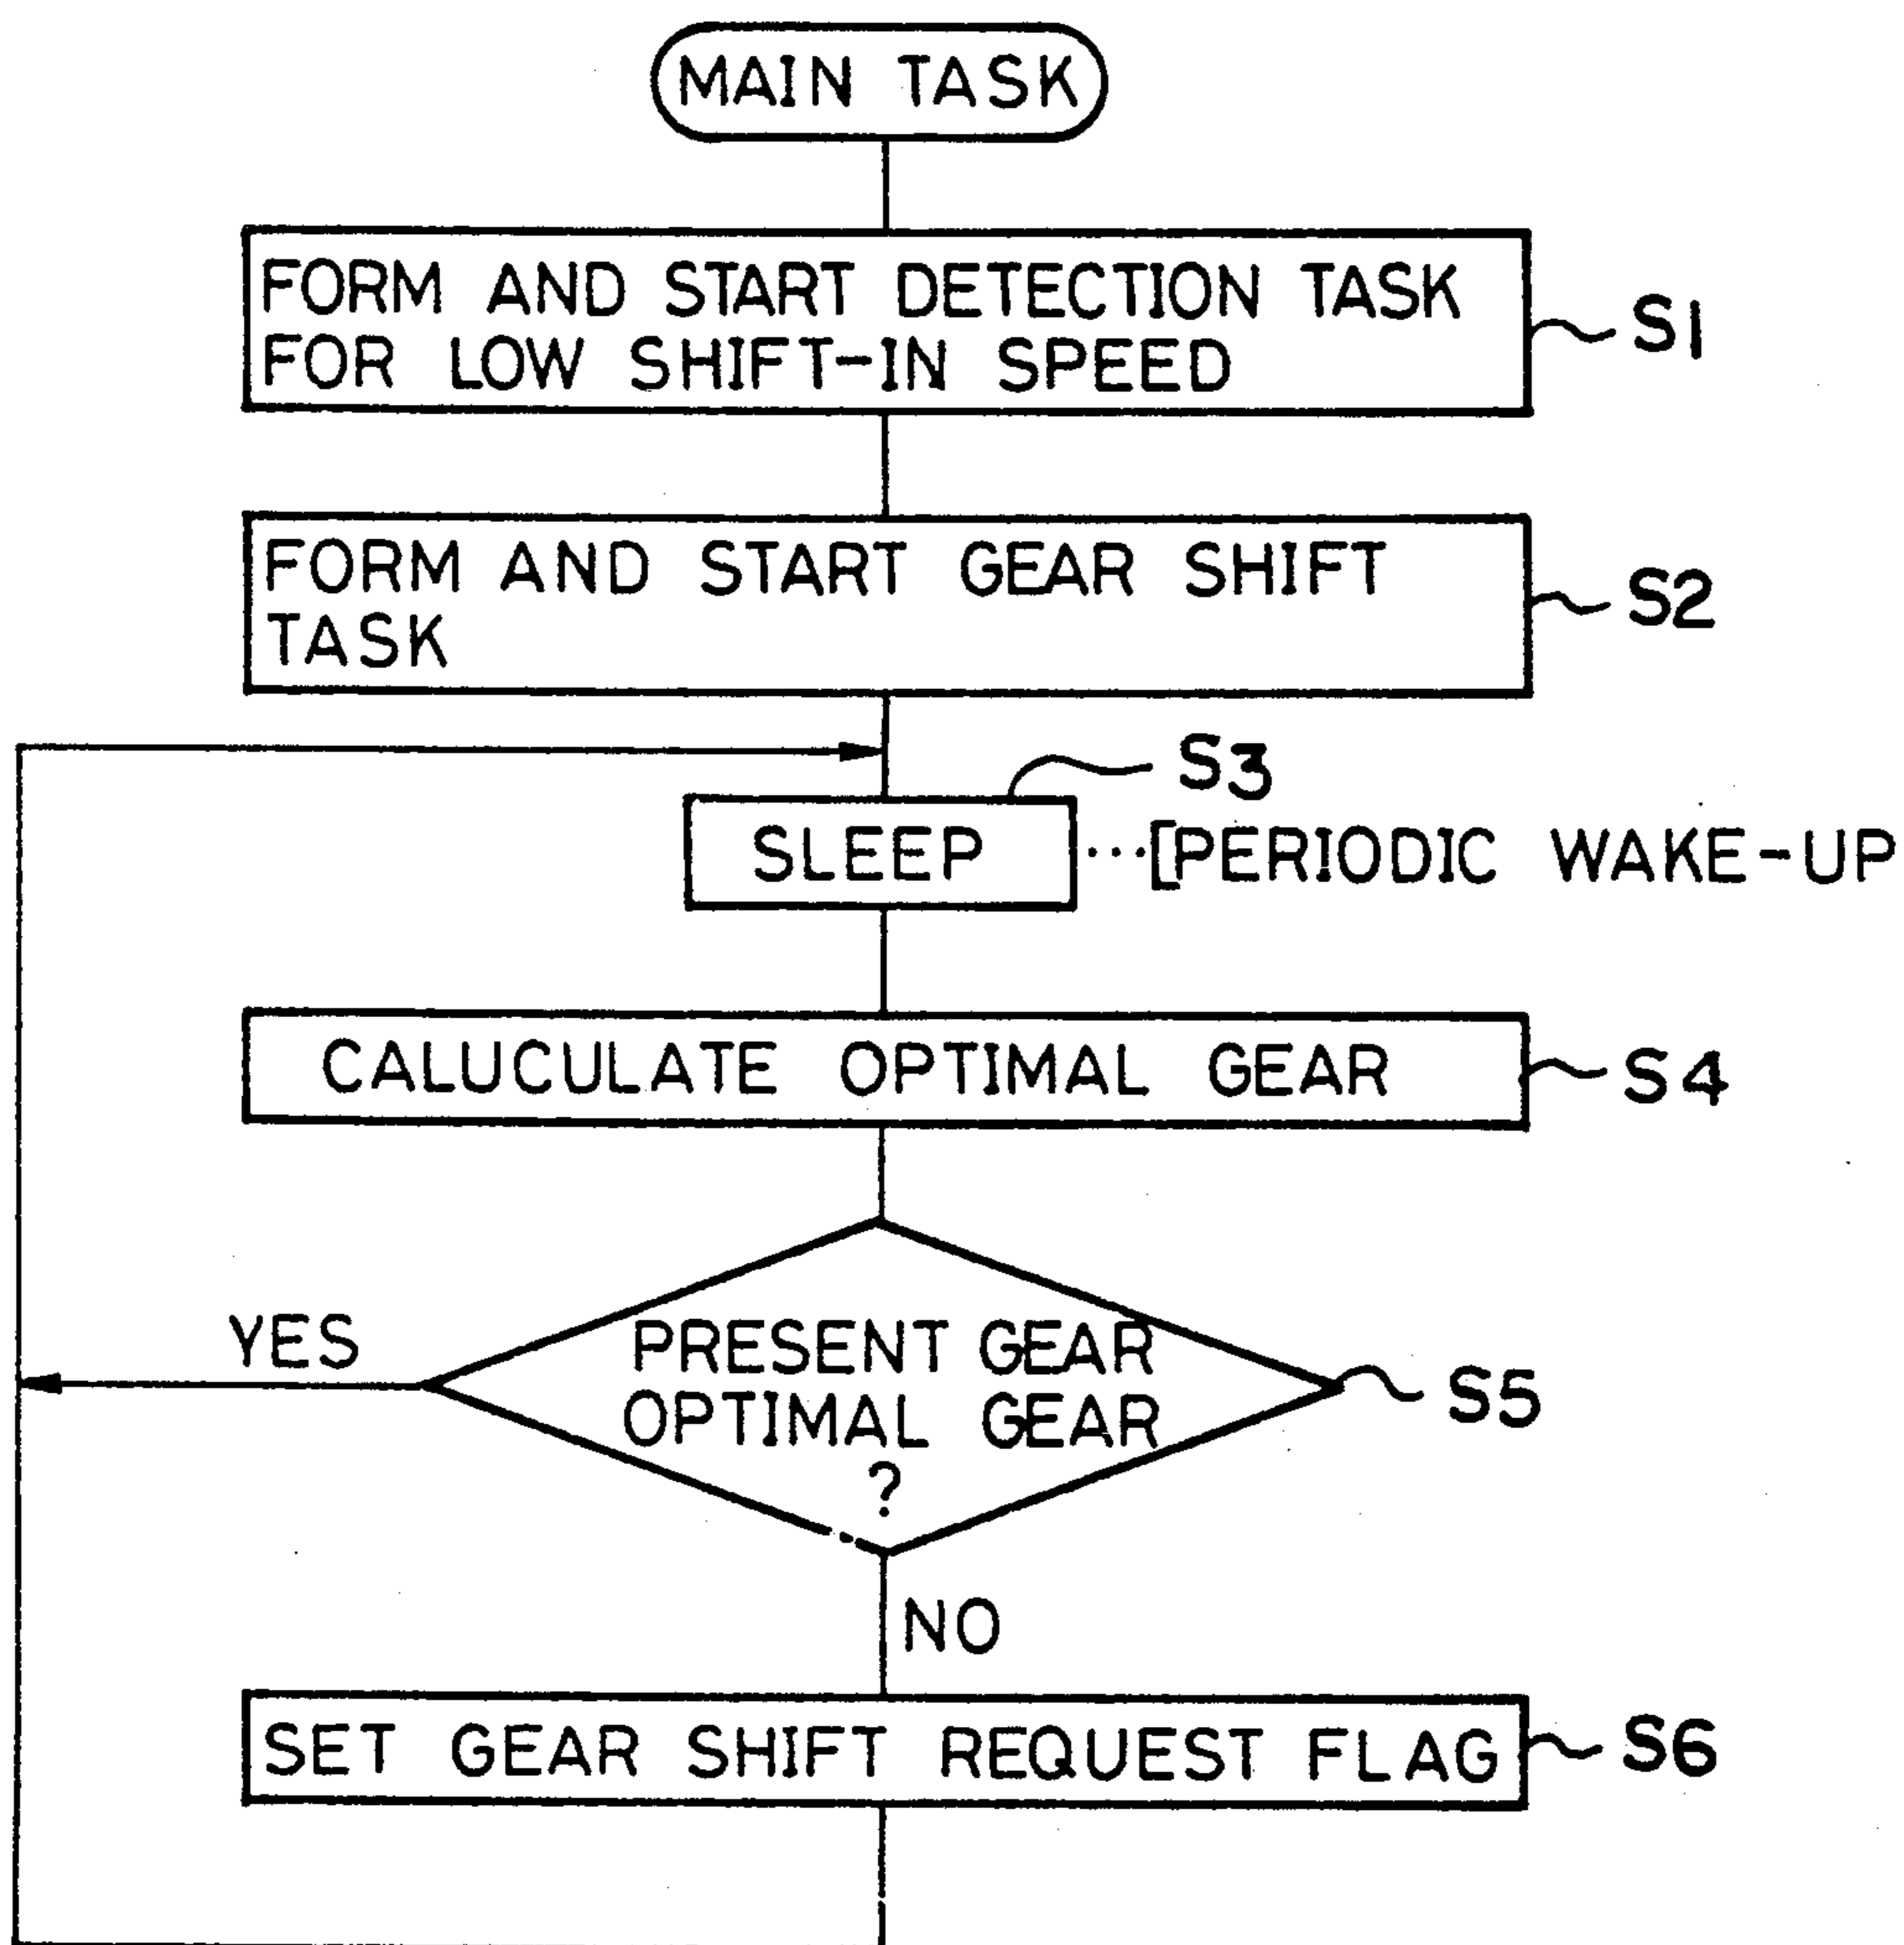 MAIN TASK
FORM AND START DETECTION TASK
FOR LOW SHIFT-IN SPEED
S1
FORM AND START GEAR SHIFT
TASK
S2
S3
SLEEP ...[PERIODIC WAKE-UP
CALUCULATE OPTIMAL GEAR
S4
YES
PRESENT GEAR
OPTIMAL GEAR
?
S5
NO
SET GEAR SHIFT REQUEST FLAG
S6